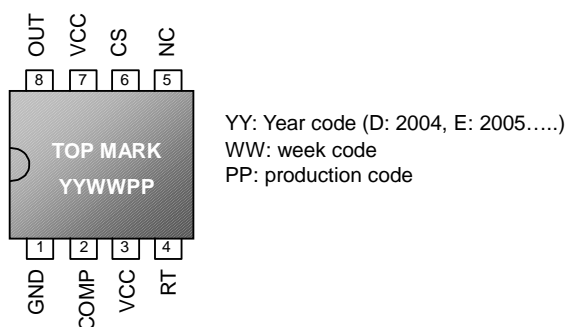 OUT VCC CS NC
8 7 6 5
TOP MARK
YYWWPP
1 2 3 4
GND COMP VCC RT
YY: Year code (D: 2004, E: 2005.....)
WW: week code
PP: production code